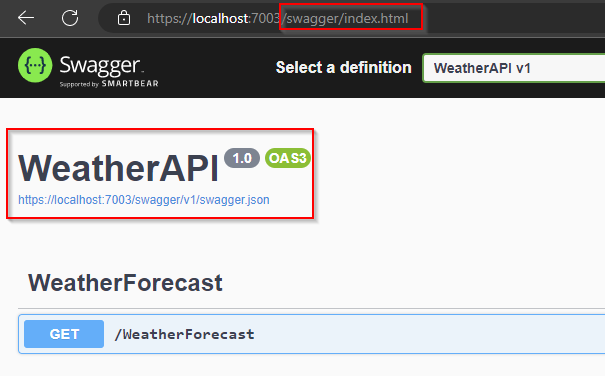 https://localhost:7003/swagger/index.html
Swagger.
Supported by SMARTBEAR
Select a definition
WeatherAPI v1
WeatherAPI 1.0 OAS3
https://localhost:7003/swagger/v1/swagger.json
WeatherForecast
GET /WeatherForecast